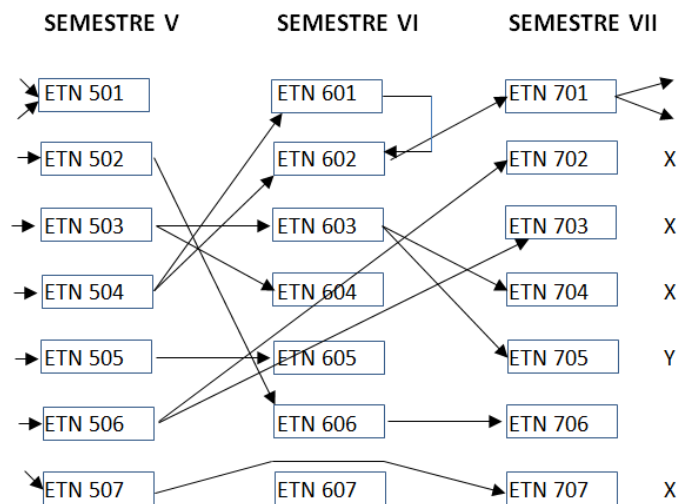 SEMESTRE V SEMESTRE VI SEMESTRE VII
ETN 501 ETN 601 ETN 701
ETN 502 ETN 602 ETN 702 X
ETN 503 ETN 603 ETN 703 X
ETN 504 ETN 604 ETN 704 X
ETN 505 ETN 605 ETN 705 Y
ETN 506 ETN 606 ETN 706
ETN 507 ETN 607 ETN 707 X